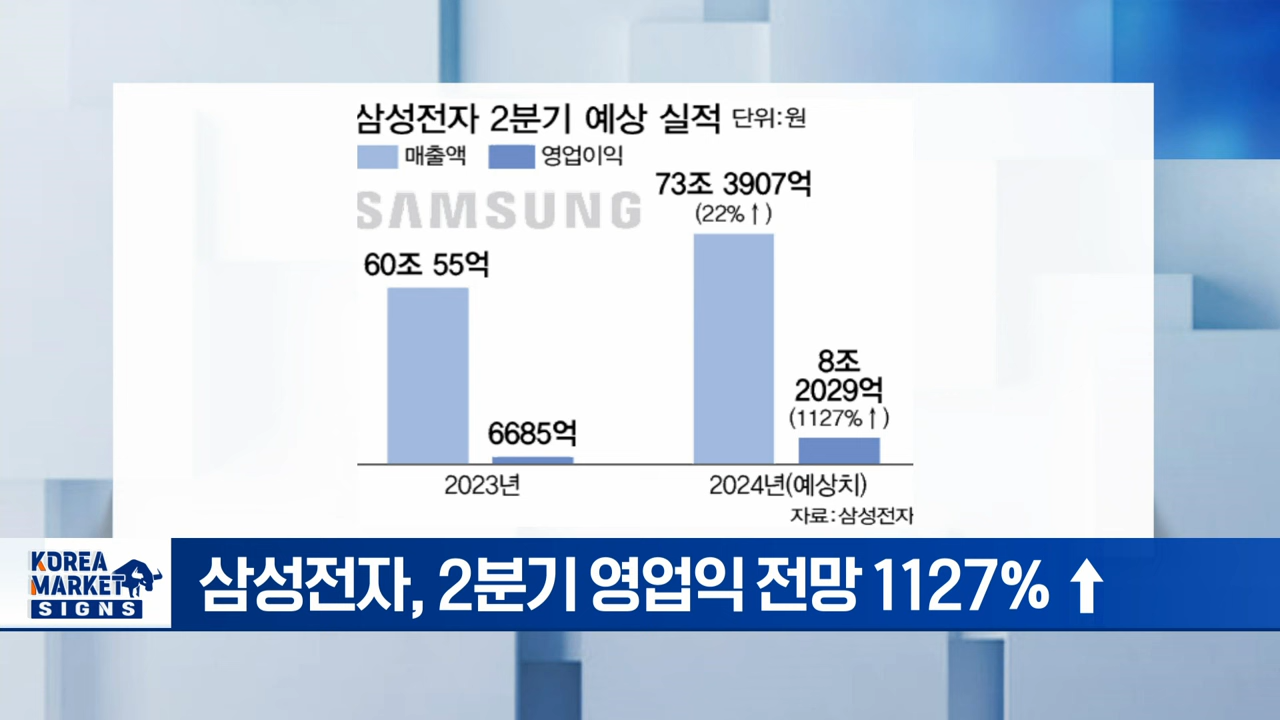 삼성전자 2분기 예상 실적 단위:원
매출액 영업이익
SAMSUNG
73조 3907억
(22%↑)
60조 55억
8조
2029억
(1127%↑)
6685억
2023년
2024년(예상치)
자료:삼성전자
KOREA
MARKET
SIGNS
삼성전자, 2분기 영업익 전망 1127% ↑